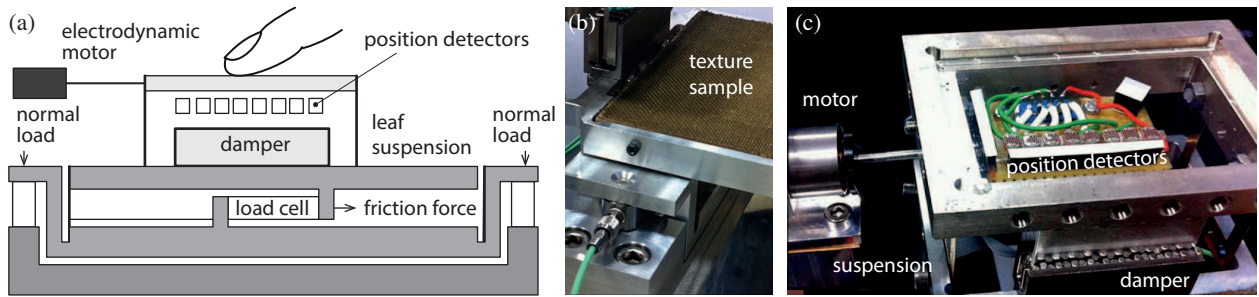 (a)
electrodynamic
motor
position detectors
normal
load
leaf
suspension
normal
load
damper
load cell
friction force
(b)
texture
sample
(c)
motor
position detectors
suspension
damper